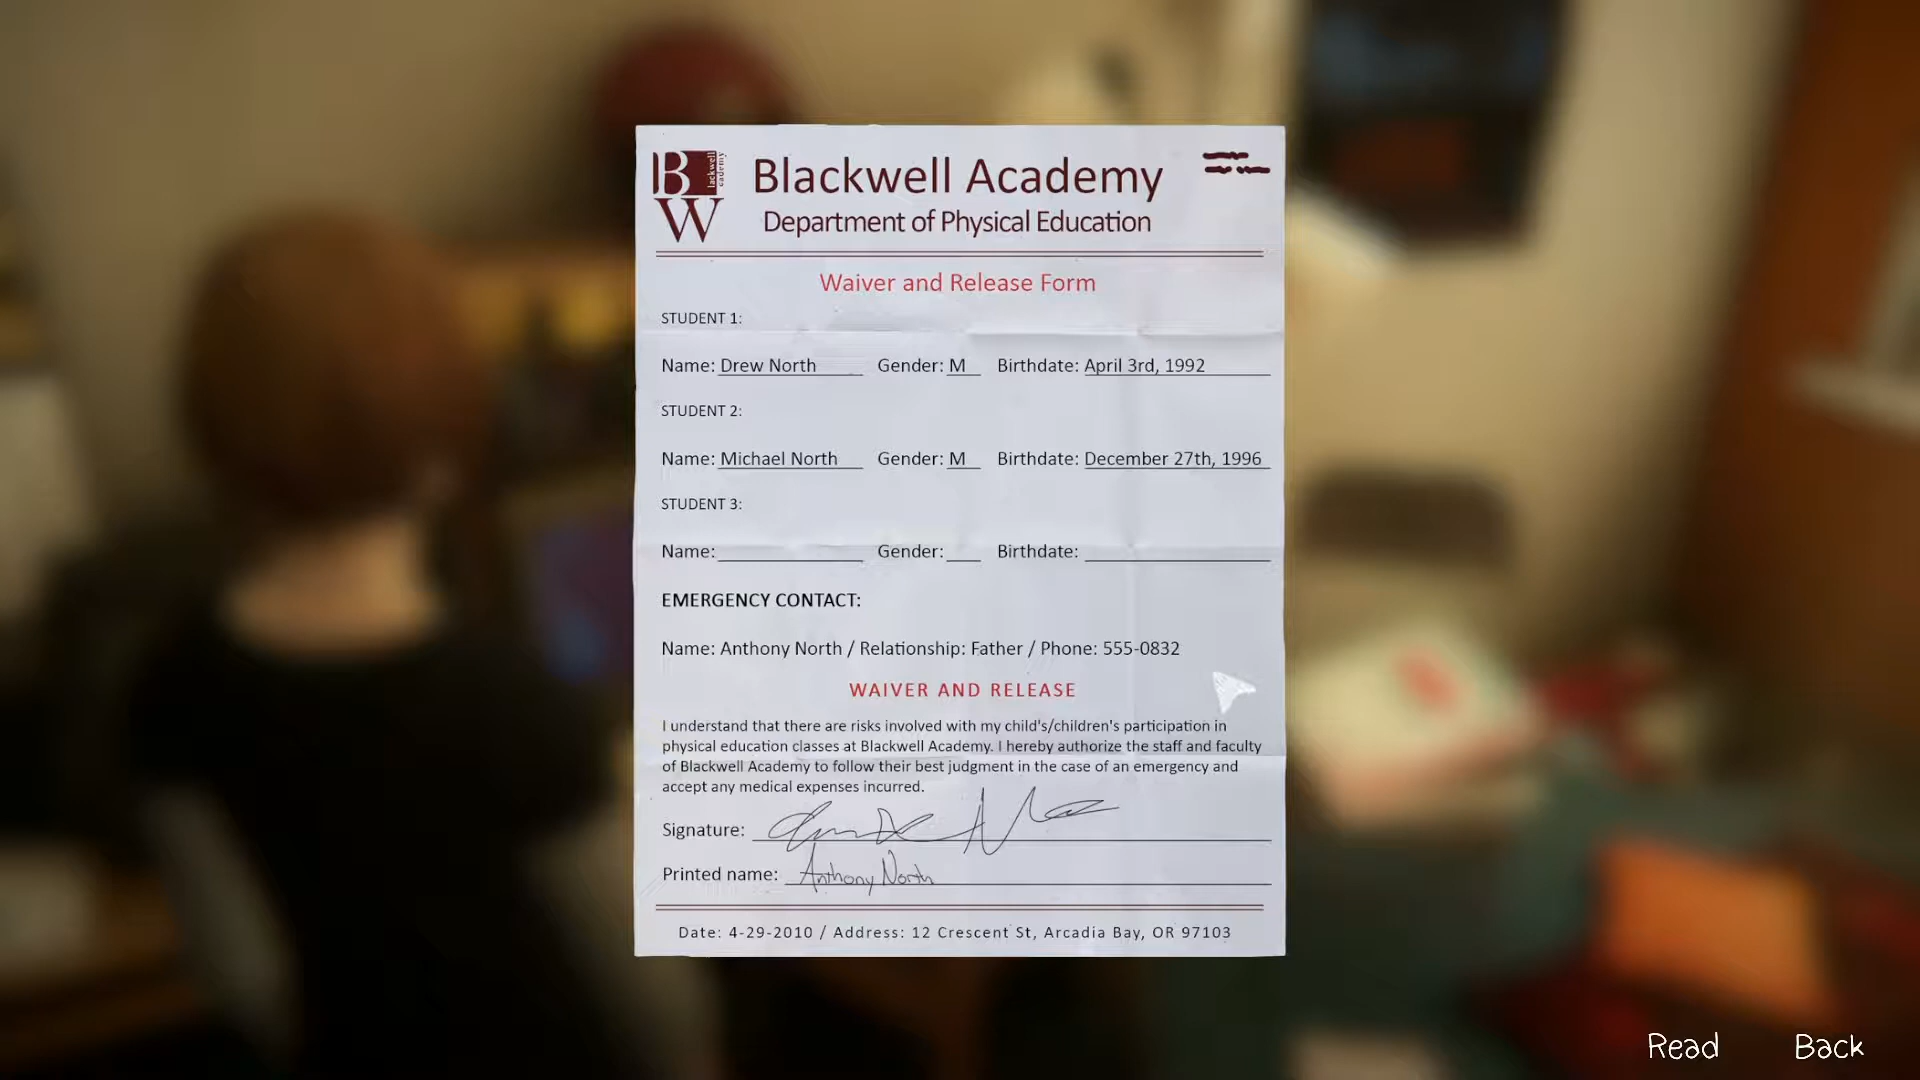 B lackwell cademy
W
Blackwell Academy
Department of Physical Education
Waiver and Release Form
STUDENT 1:
Name: Drew North Gender: M Birthdate: April 3rd, 1992
STUDENT 2:
Name: Michael North Gender: M Birthdate: December 27th, 1996
STUDENT 3:
Name: Gender: Birthdate:
EMERGENCY CONTACT:
Name: Anthony North / Relationship: Father / Phone: 555-0832
WAIVER AND RELEASE
I understand that there are risks involved with my child's/children's participation in
physical education classes at Blackwell Academy. I hereby authorize the staff and faculty
of Blackwell Academy to follow their best judgment in the case of an emergency and
accept any medical expenses incurred.
Signature:
Printed name: Anthony North
Date: 4-29-2010 / Address: 12 Crescent St, Arcadia Bay, OR 97103
Read Back